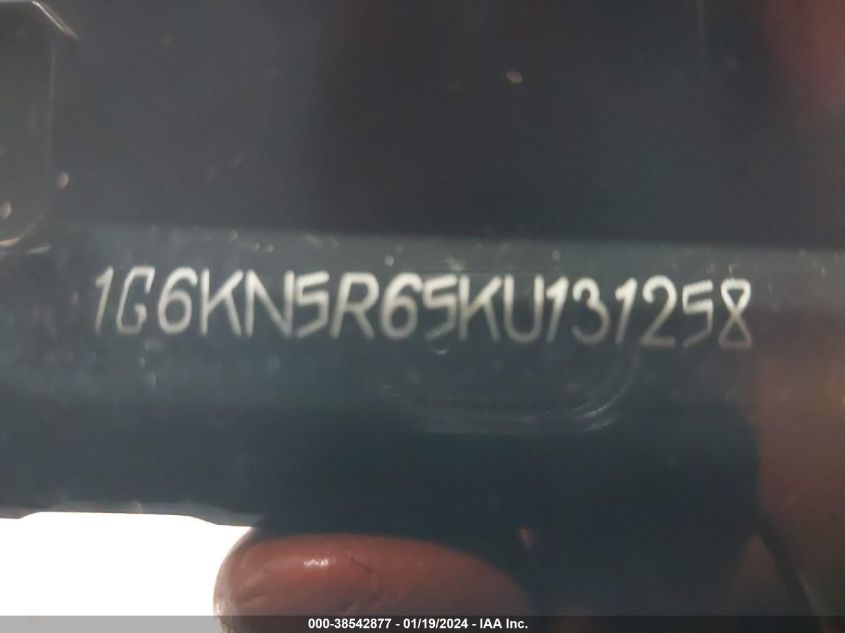 1G6KN5R65KU131258
000-38542877 - 01/19/2024 - IAA Inc.